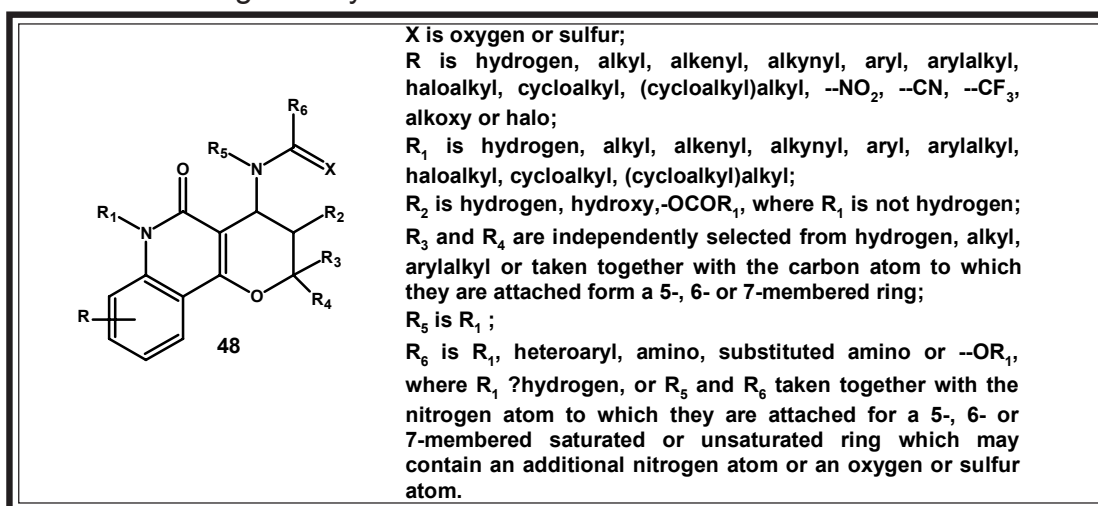 X is oxygen or sulfur;
R is hydrogen, alkyl, alkenyl, alkynyl, aryl, arylalkyl,
haloalkyl, cycloalkyl, (cycloalkyl)alkyl, --NO2, --CN, --CF3,
alkoxy or halo;
R1 is hydrogen, alkyl, alkenyl, alkynyl, aryl, arylalkyl,
haloalkyl, cycloalkyl, (cycloalkyl)alkyl;
R2 is hydrogen, hydroxy,-OCOR1, where R1 is not hydrogen;
R3 and R4 are independently selected from hydrogen, alkyl,
arylalkyl or taken together with the carbon atom to which
they are attached form a 5-, 6- or 7-membered ring;
R5 is R1 ;
R6 is R1, heteroaryl, amino, substituted amino or --OR1,
where R1 ?hydrogen, or R5 and R6 taken together with the
nitrogen atom to which they are attached for a 5-, 6- or
7-membered saturated or unsaturated ring which may
contain an additional nitrogen atom or an oxygen or sulfur
atom.
R6
R5
N
X
O
R1
N
R2
R3
O
R4
R
48